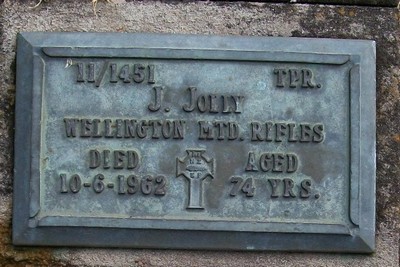 11/1451 TPR.
J. JOLLY
WELLINGTON MTD. RIFLES
DIED AGED
10-6-1962 74 YRS.